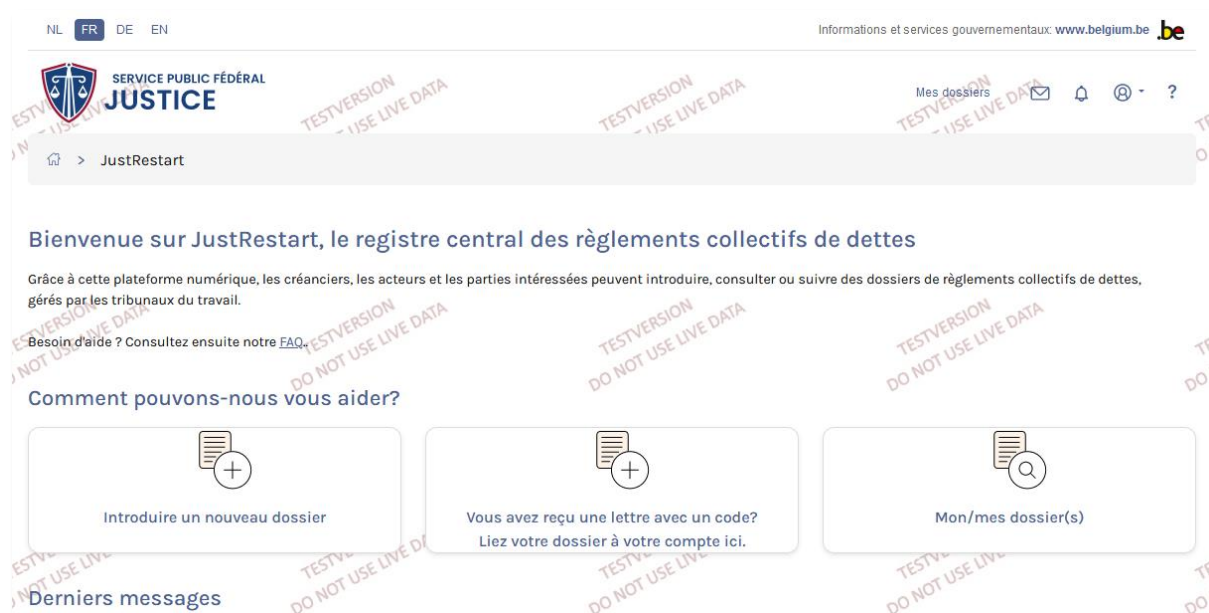 NL FR DE EN
Informations et services gouvernementaux: www.belgium.be .be
SERVICE PUBLIC FÉDÉRAL
JUSTICE
Mes dossiers ?
> JustRestart
Bienvenue sur JustRestart, le registre central des règlements collectifs de dettes
Grâce à cette plateforme numérique, les créanciers, les acteurs et les parties intéressées peuvent introduire, consulter ou suivre des dossiers de règlements collectifs de dettes,
gérés par les tribunaux du travail.
Besoin d'aide ? Consultez ensuite notre FAQ..
Comment pouvons-nous vous aider?
Introduire un nouveau dossier
Vous avez reçu une lettre avec un code?
Liez votre dossier à votre compte ici.
Mon/mes dossier(s)
Derniers messages
TESTVERSION
DO NOT USE LIVE DATA